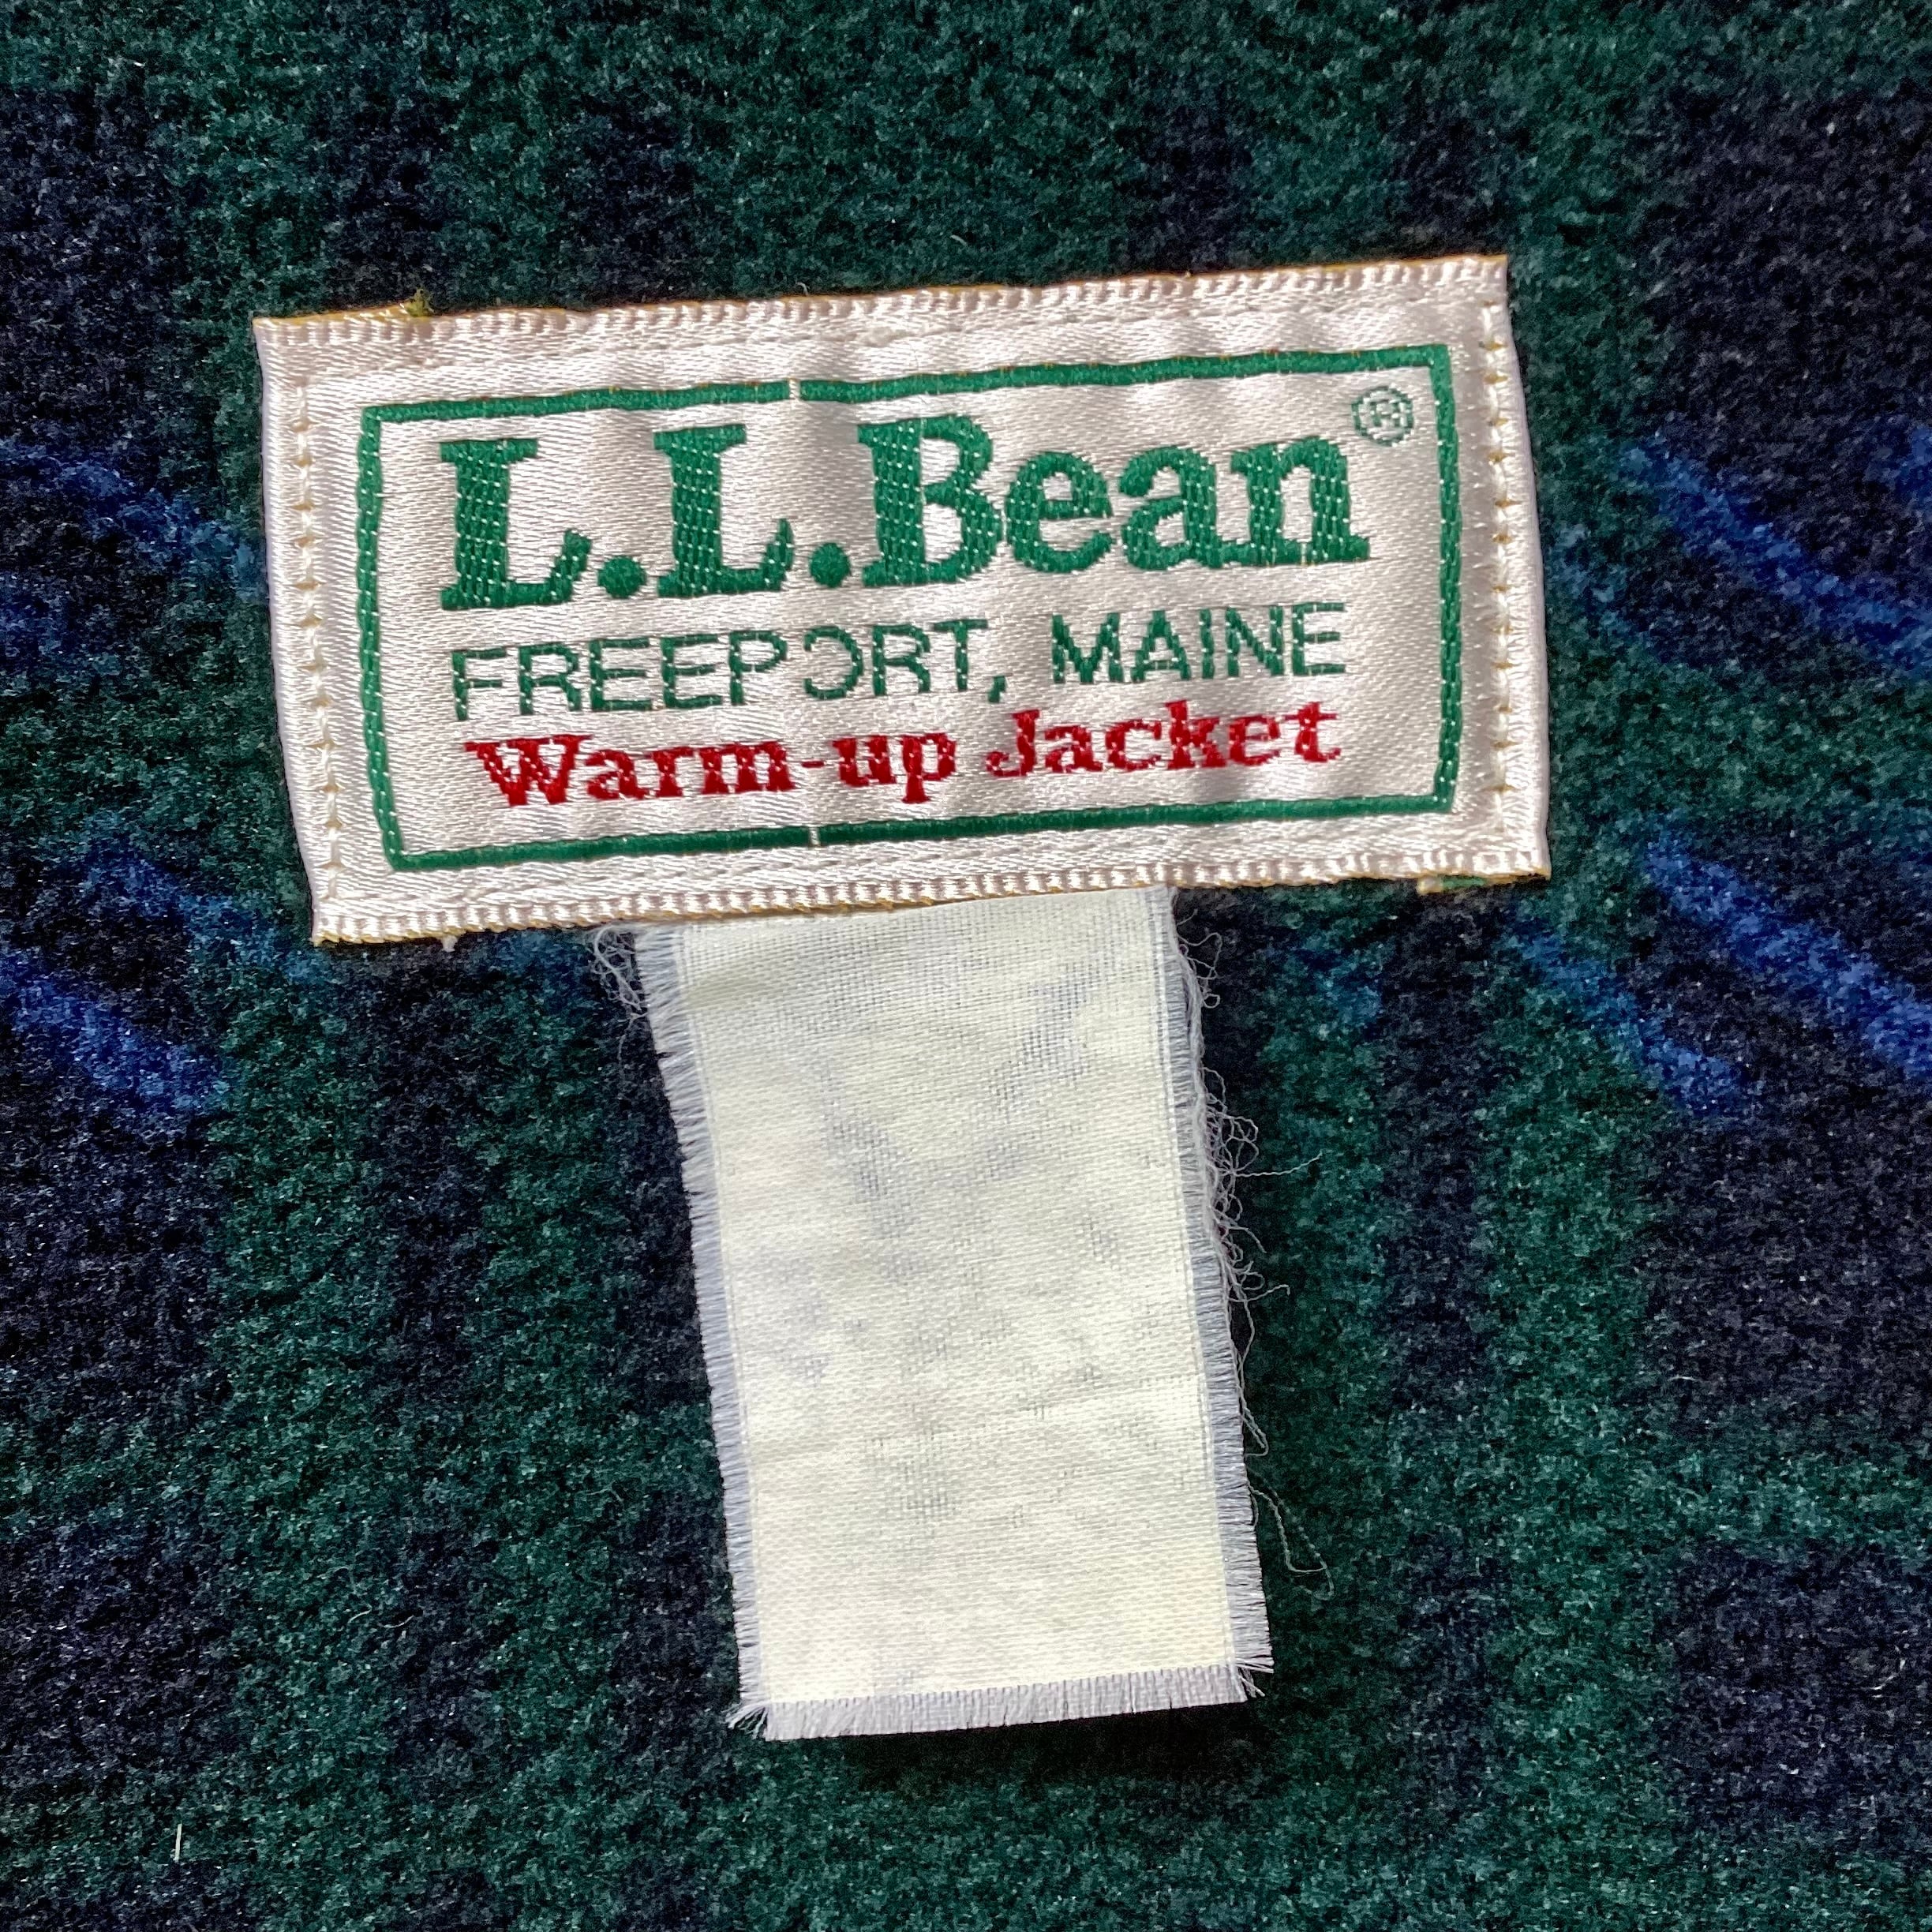 L.L.Bean®
FREEPORT, MAINE
Warm-up Jacket